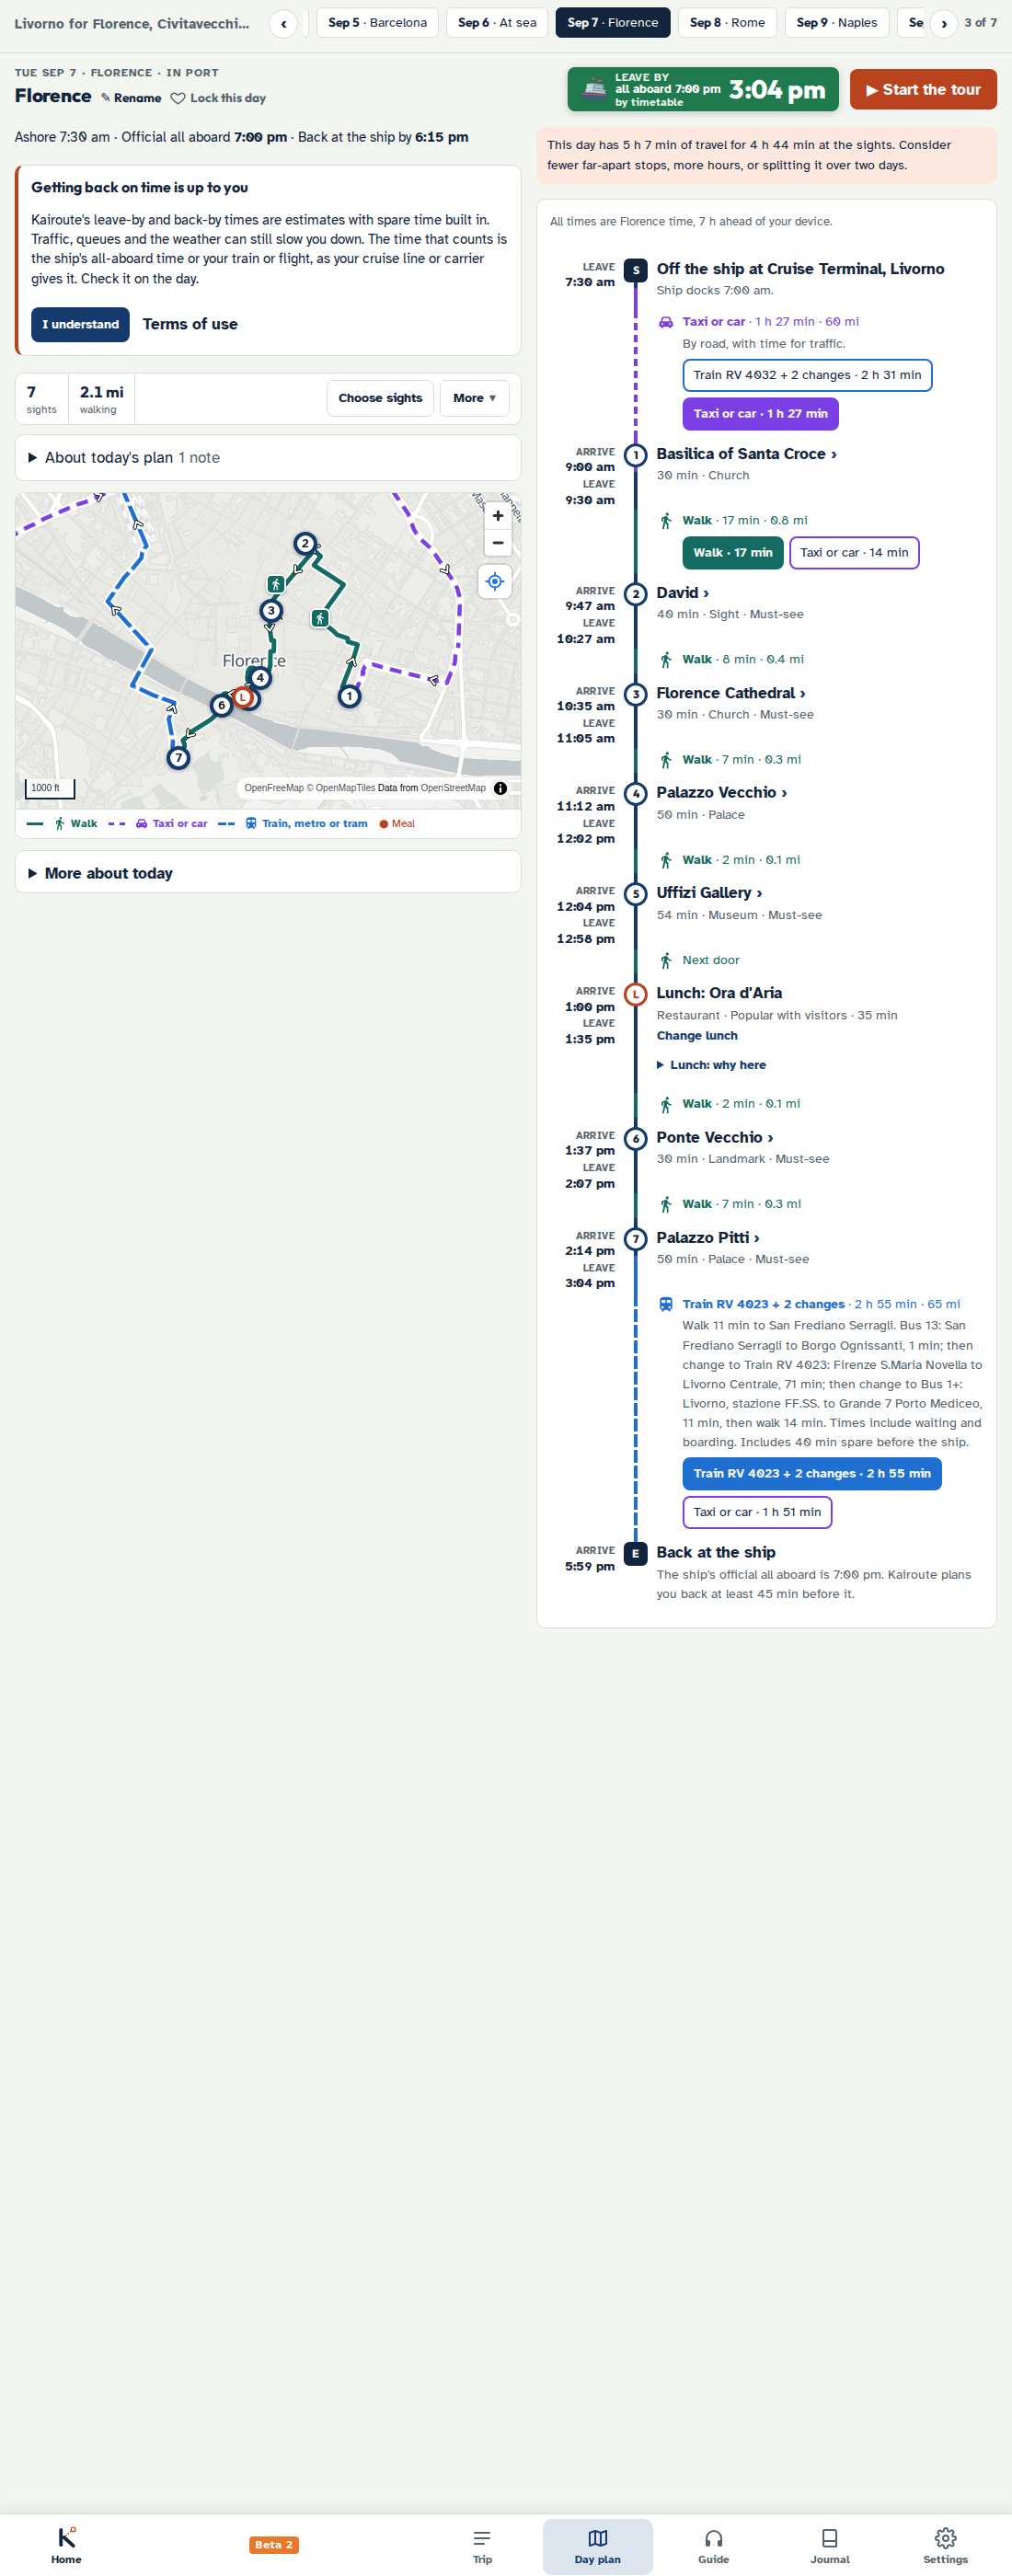 Livorno for Florence, Civitavecchi...
‹
Sep 5 · Barcelona
Sep 6 · At sea
Sep 7 · Florence
Sep 8 · Rome
Sep 9 · Naples
Se
›
3 of 7
TUE SEP 7 · FLORENCE · IN PORT
Florence ✎ Rename Lock this day
LEAVE BY
all aboard 7:00 pm
by timetable
3:04 pm
▶ Start the tour
Ashore 7:30 am · Official all aboard 7:00 pm · Back at the ship by 6:15 pm
Getting back on time is up to you
Kairoute's leave-by and back-by times are estimates with spare time built in.
Traffic, queues and the weather can still slow you down. The time that counts is
the ship's all-aboard time or your train or flight, as your cruise line or carrier
gives it. Check it on the day.
I understand
Terms of use
7
sights
2.1 mi
walking
Choose sights
More ▼
▶ About today's plan 1 note
2
3
Florence
4
L
6
1
7
+
−
1000 ft
OpenFreeMap © OpenMapTiles Data from OpenStreetMap
Walk
Taxi or car
Train, metro or tram
Meal
▶ More about today
This day has 5 h 7 min of travel for 4 h 44 min at the sights. Consider
fewer far-apart stops, more hours, or splitting it over two days.
All times are Florence time, 7 h ahead of your device.
LEAVE
7:30 am
S
Off the ship at Cruise Terminal, Livorno
Ship docks 7:00 am.
Taxi or car · 1 h 27 min · 60 mi
By road, with time for traffic.
Train RV 4032 + 2 changes · 2 h 31 min
Taxi or car · 1 h 27 min
ARRIVE
9:00 am
LEAVE
9:30 am
1
Basilica of Santa Croce ›
30 min · Church
Walk · 17 min · 0.8 mi
Walk · 17 min
Taxi or car · 14 min
ARRIVE
9:47 am
LEAVE
10:27 am
2
David ›
40 min · Sight · Must-see
Walk · 8 min · 0.4 mi
ARRIVE
10:35 am
LEAVE
11:05 am
3
Florence Cathedral ›
30 min · Church · Must-see
Walk · 7 min · 0.3 mi
ARRIVE
11:12 am
LEAVE
12:02 pm
4
Palazzo Vecchio ›
50 min · Palace
Walk · 2 min · 0.1 mi
ARRIVE
12:04 pm
LEAVE
12:58 pm
5
Uffizi Gallery ›
54 min · Museum · Must-see
Next door
ARRIVE
1:00 pm
LEAVE
1:35 pm
L
Lunch: Ora d'Aria
Restaurant · Popular with visitors · 35 min
Change lunch
▶ Lunch: why here
Walk · 2 min · 0.1 mi
ARRIVE
1:37 pm
LEAVE
2:07 pm
6
Ponte Vecchio ›
30 min · Landmark · Must-see
Walk · 7 min · 0.3 mi
ARRIVE
2:14 pm
LEAVE
3:04 pm
7
Palazzo Pitti ›
50 min · Palace · Must-see
Train RV 4023 + 2 changes · 2 h 55 min · 65 mi
Walk 11 min to San Frediano Serragli. Bus 13: San
Frediano Serragli to Borgo Ognissanti, 1 min; then
change to Train RV 4023: Firenze S.Maria Novella to
Livorno Centrale, 71 min; then change to Bus 1+:
Livorno, stazione FF.SS. to Grande 7 Porto Mediceo,
11 min, then walk 14 min. Times include waiting and
boarding. Includes 40 min spare before the ship.
Train RV 4023 + 2 changes · 2 h 55 min
Taxi or car · 1 h 51 min
ARRIVE
5:59 pm
E
Back at the ship
The ship's official all aboard is 7:00 pm. Kairoute plans
you back at least 45 min before it.
Home
Beta 2
Trip
Day plan
Guide
Journal
Settings